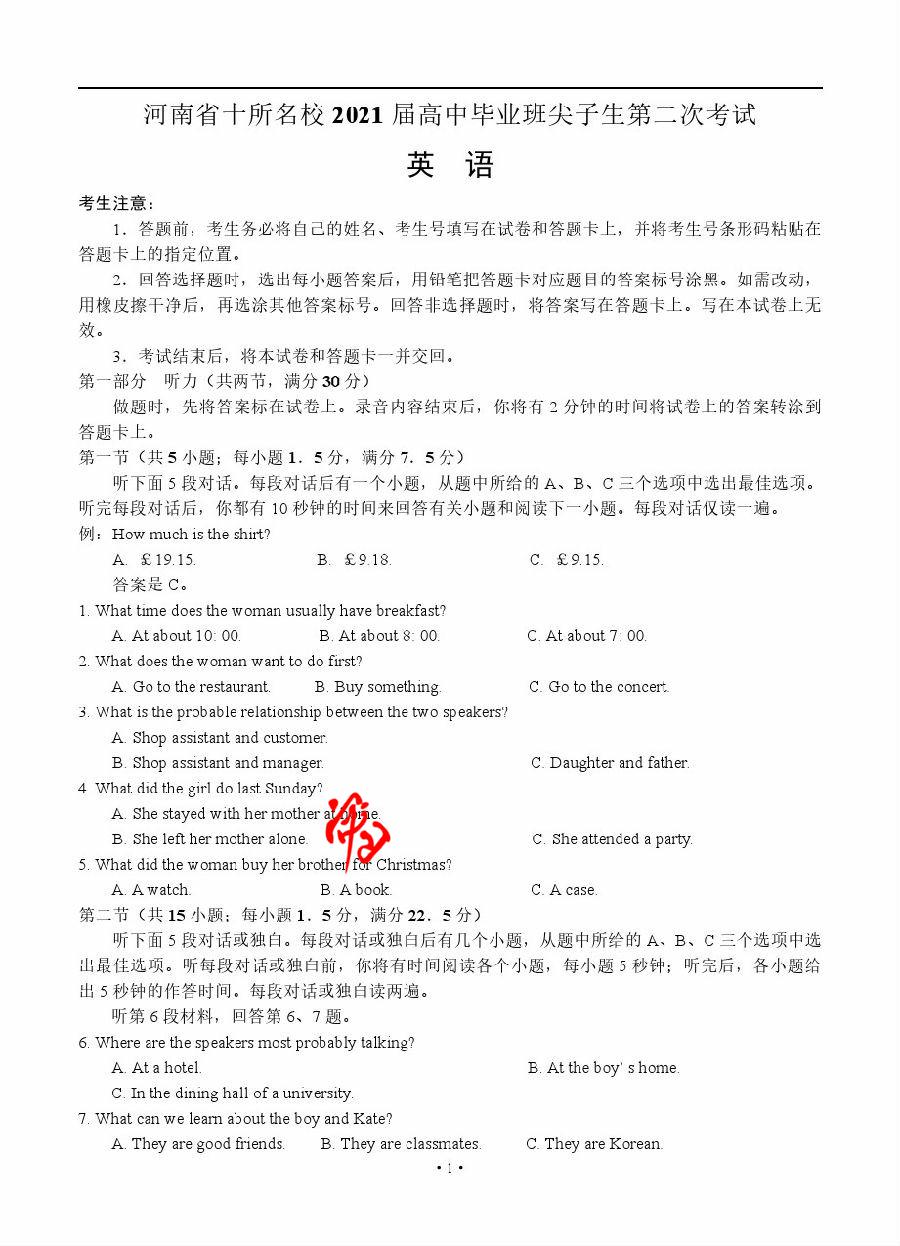 河南省十所名校 2021 届高中毕业班尖子生第二次考试
英 语
考生注意：
1．答题前，考生务必将自己的姓名、考生号填写在试卷和答题卡上，并将考生号条形码粘贴在
答题卡上的指定位置。
2．回答选择题时，选出每小题答案后，用铅笔把答题卡对应题目的答案标号涂黑。如需改动，
用橡皮擦干净后，再选涂其他答案标号。回答非选择题时，将答案写在答题卡上。写在本试卷上无
效。
3．考试结束后，将本试卷和答题卡一并交回。
第一部分 听力（共两节，满分 30 分）
做题时，先将答案标在试卷上。录音内容结束后，你将有 2 分钟的时间将试卷上的答案转涂到
答题卡上。
第一节（共 5 小题；每小题 1．5 分，满分 7．5 分）
听下面 5 段对话。每段对话后有一个小题，从题中所给的 A、B、C 三个选项中选出最佳选项。
听完每段对话后，你都有 10 秒钟的时间来回答有关小题和阅读下一小题。每段对话仅读一遍。
例：How much is the shirt?
A. ￡19.15. B. ￡9.18. C. ￡9.15.
答案是 C。
1. What time does the woman usually have breakfast?
A. At about 10: 00. B. At about 8: 00. C. At about 7: 00.
2. What does the woman want to do first?
A. Go to the restaurant. B. Buy something. C. Go to the concert.
3. What is the probable relationship between the two speakers?
A. Shop assistant and customer.
B. Shop assistant and manager. C. Daughter and father.
4. What did the girl do last Sunday?
A. She stayed with her mother at home.
B. She left her mother alone. C. She attended a party.
5. What did the woman buy her brother for Christmas?
A. A watch. B. A book. C. A case.
第二节（共 15 小题；每小题 1．5 分，满分 22．5 分）
听下面 5 段对话或独白。每段对话或独白后有几个小题，从题中所给的 A、B、C 三个选项中选
出最佳选项。听每段对话或独白前，你将有时间阅读各个小题，每小题 5 秒钟；听完后，各小题给
出 5 秒钟的作答时间。每段对话或独白读两遍。
听第 6 段材料，回答第 6、7 题。
6. Where are the speakers most probably talking?
A. At a hotel. B. At the boy' s home.
C. In the dining hall of a university.
7. What can we learn about the boy and Kate?
A. They are good friends. B. They are classmates. C. They are Korean.
·1·